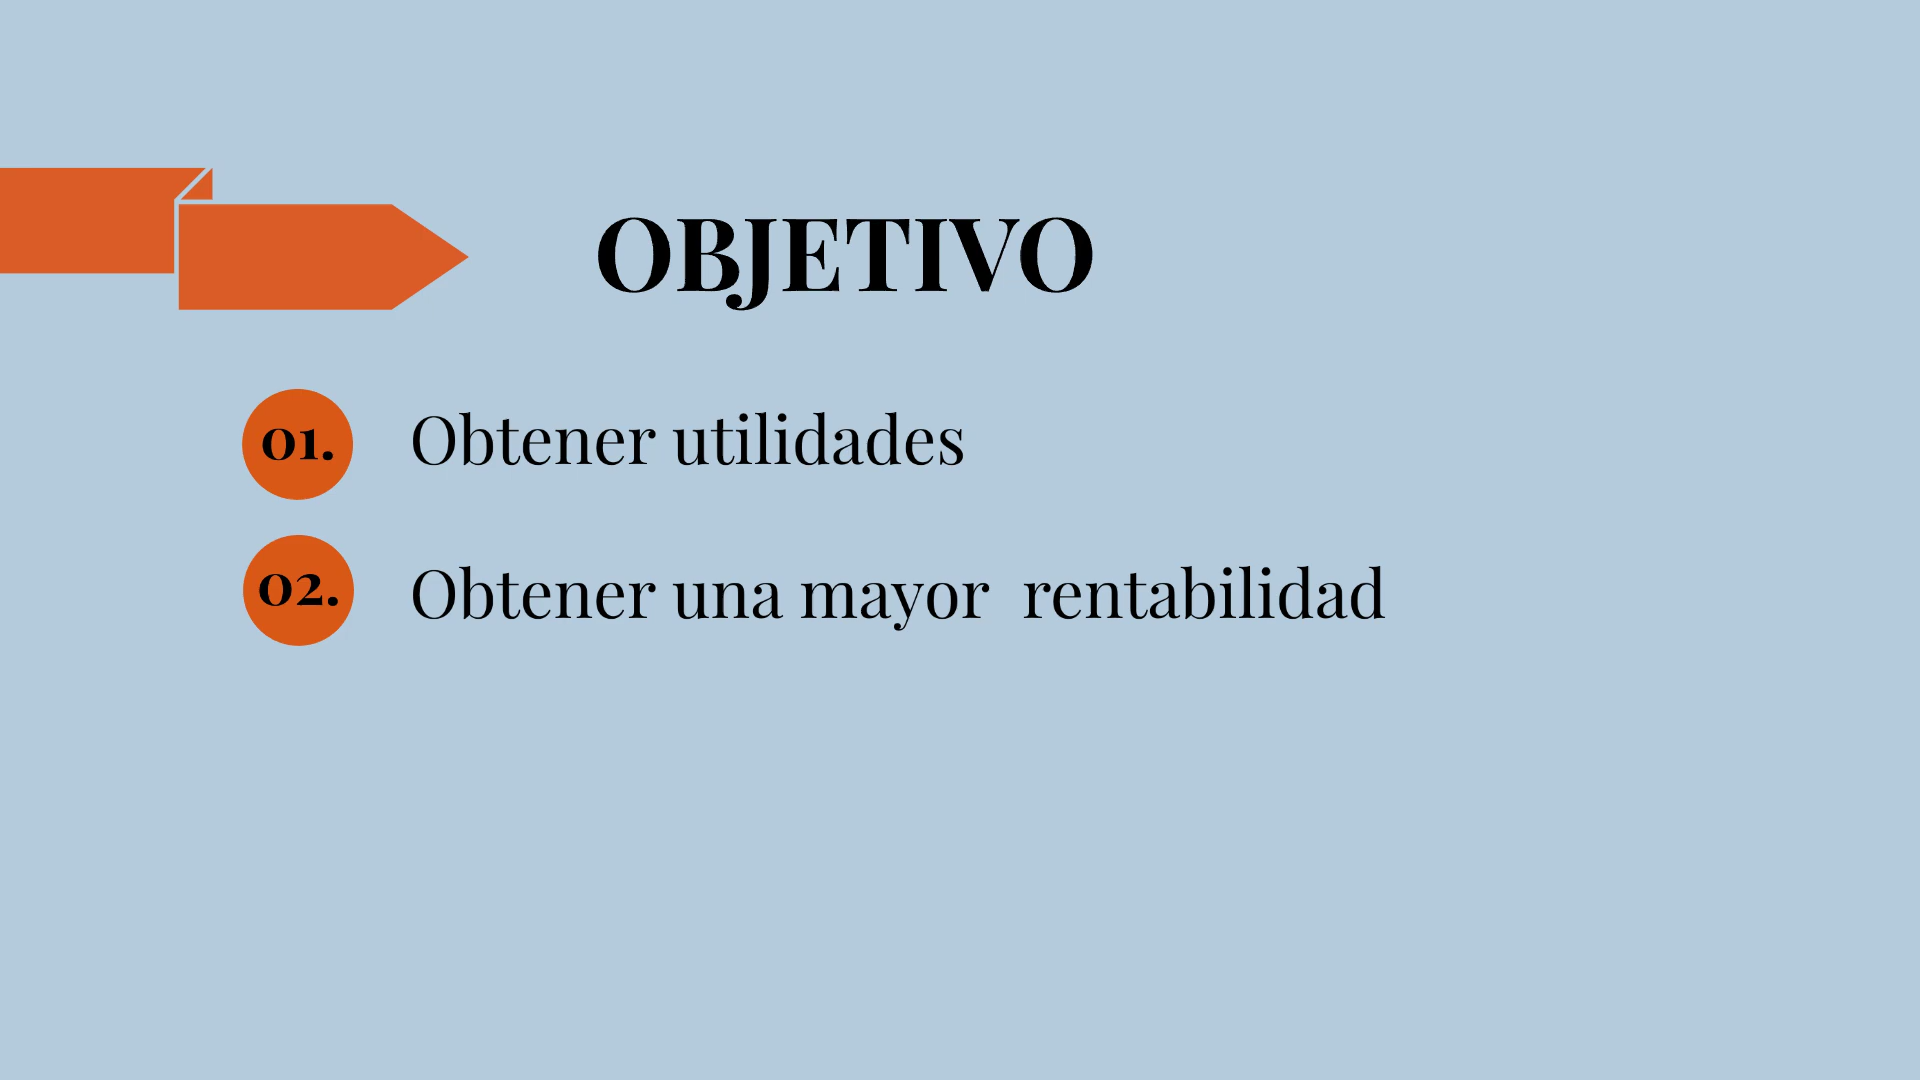 OBJETIVO
01. Obtener utilidades
02. Obtener una mayor  rentabilidad